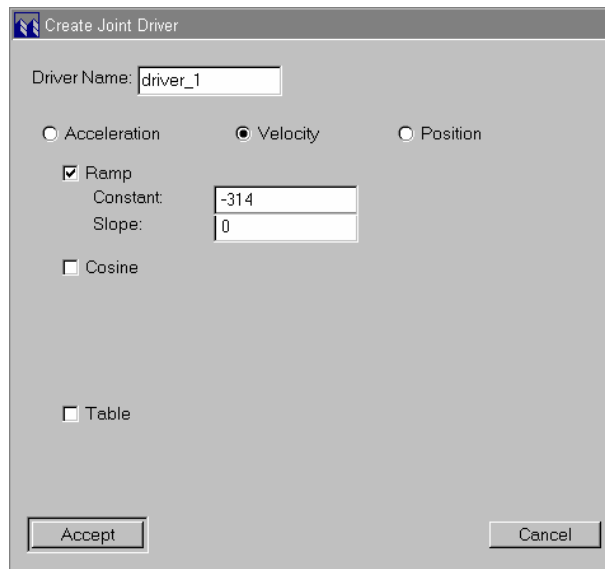 Create Joint Driver
Driver Name: driver_1
Acceleration Velocity Position
Ramp
Constant: -314
Slope: 0
Cosine
Table
Accept Cancel